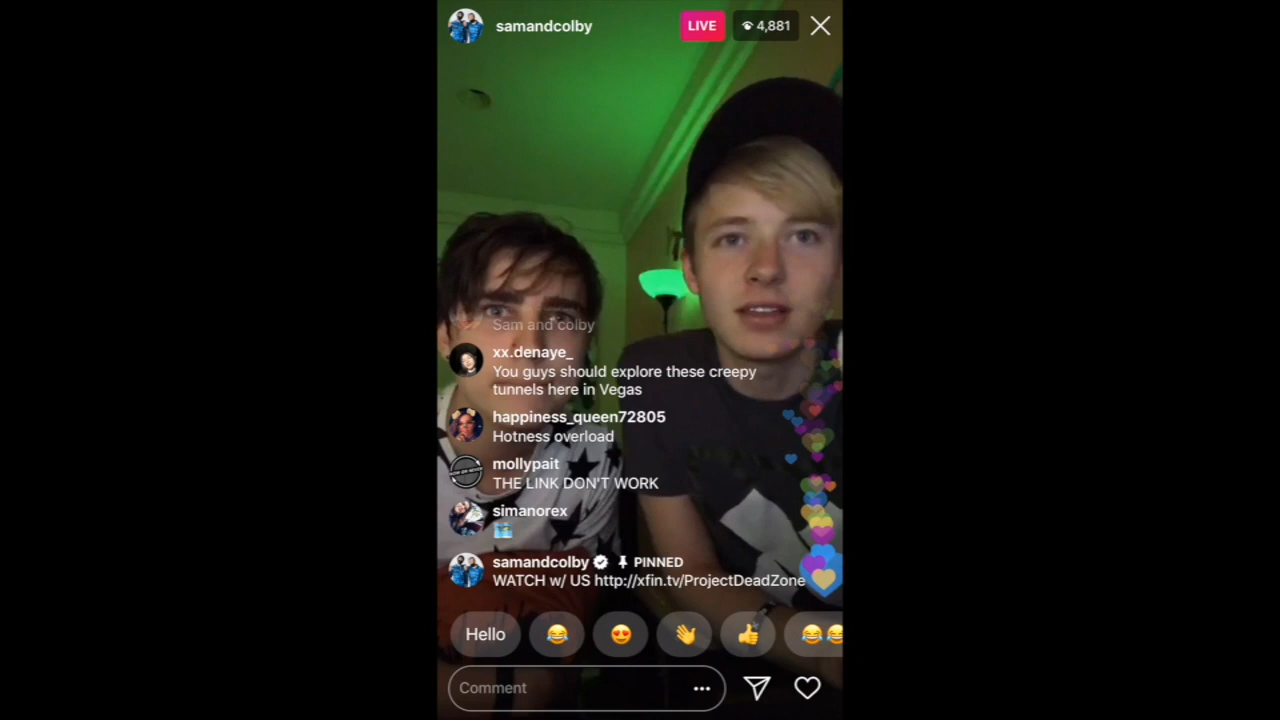 samandcolby
LIVE
4,881
Sam and colby
xx.denaye_
You guys should explore these creepy
tunnels here in Vegas
happiness_queen72805
Hotness overload
mollypait
THE LINK DON'T WORK
simanorex
samandcolby PINNED
WATCH w/ US http://xfin.tv/ProjectDeadZone
Hello
Comment